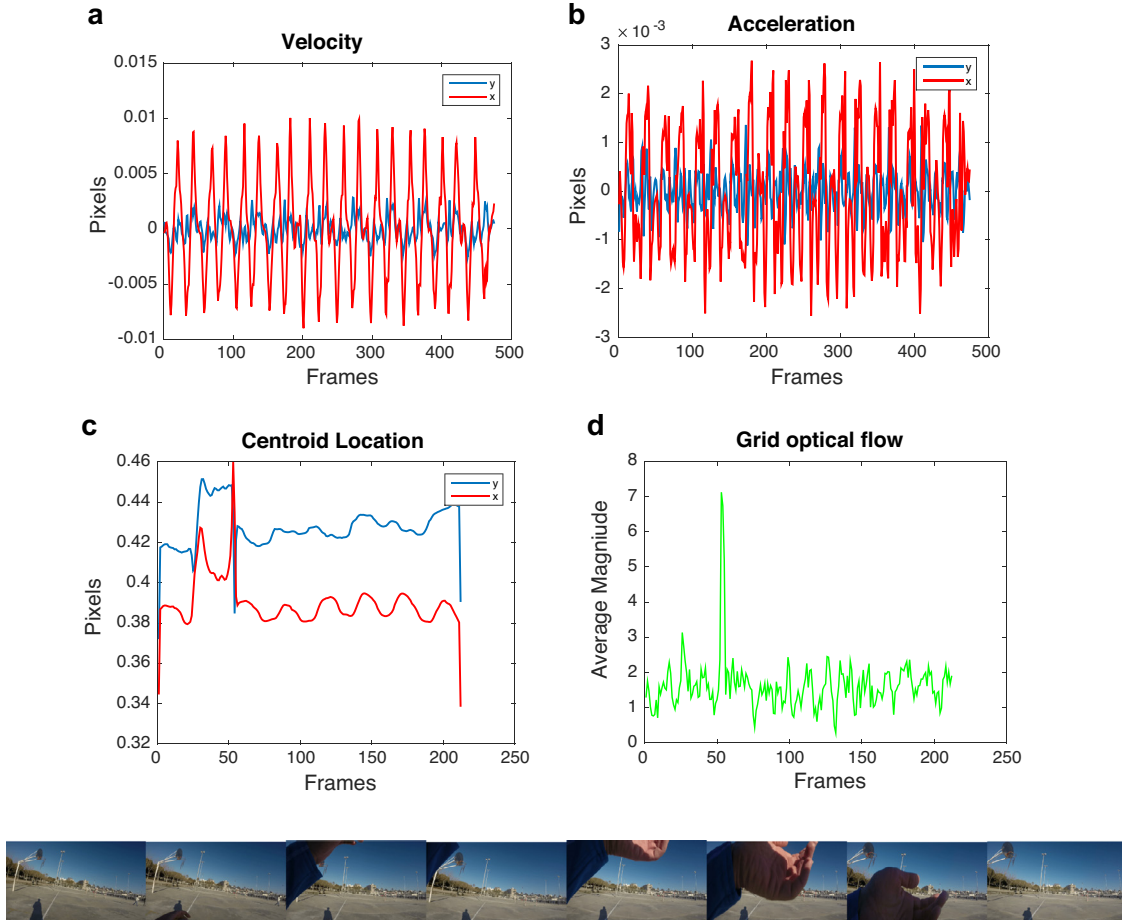 a
Velocity
0.015
0.01
0.005
0
-0.005
-0.01
0 100 200 300 400 500
Pixels
Frames
y
x
b
Acceleration
× 10 -3
3
2
1
0
-1
-2
-3
0 100 200 300 400 500
Pixels
Frames
y
x
c
Centroid Location
0.46
0.44
0.42
0.4
0.38
0.36
0.34
0.32
0 50 100 150 200 250
Pixels
Frames
y
x
d
Grid optical flow
8
7
6
5
4
3
2
1
0
0 50 100 150 200 250
Average Magniude
Frames